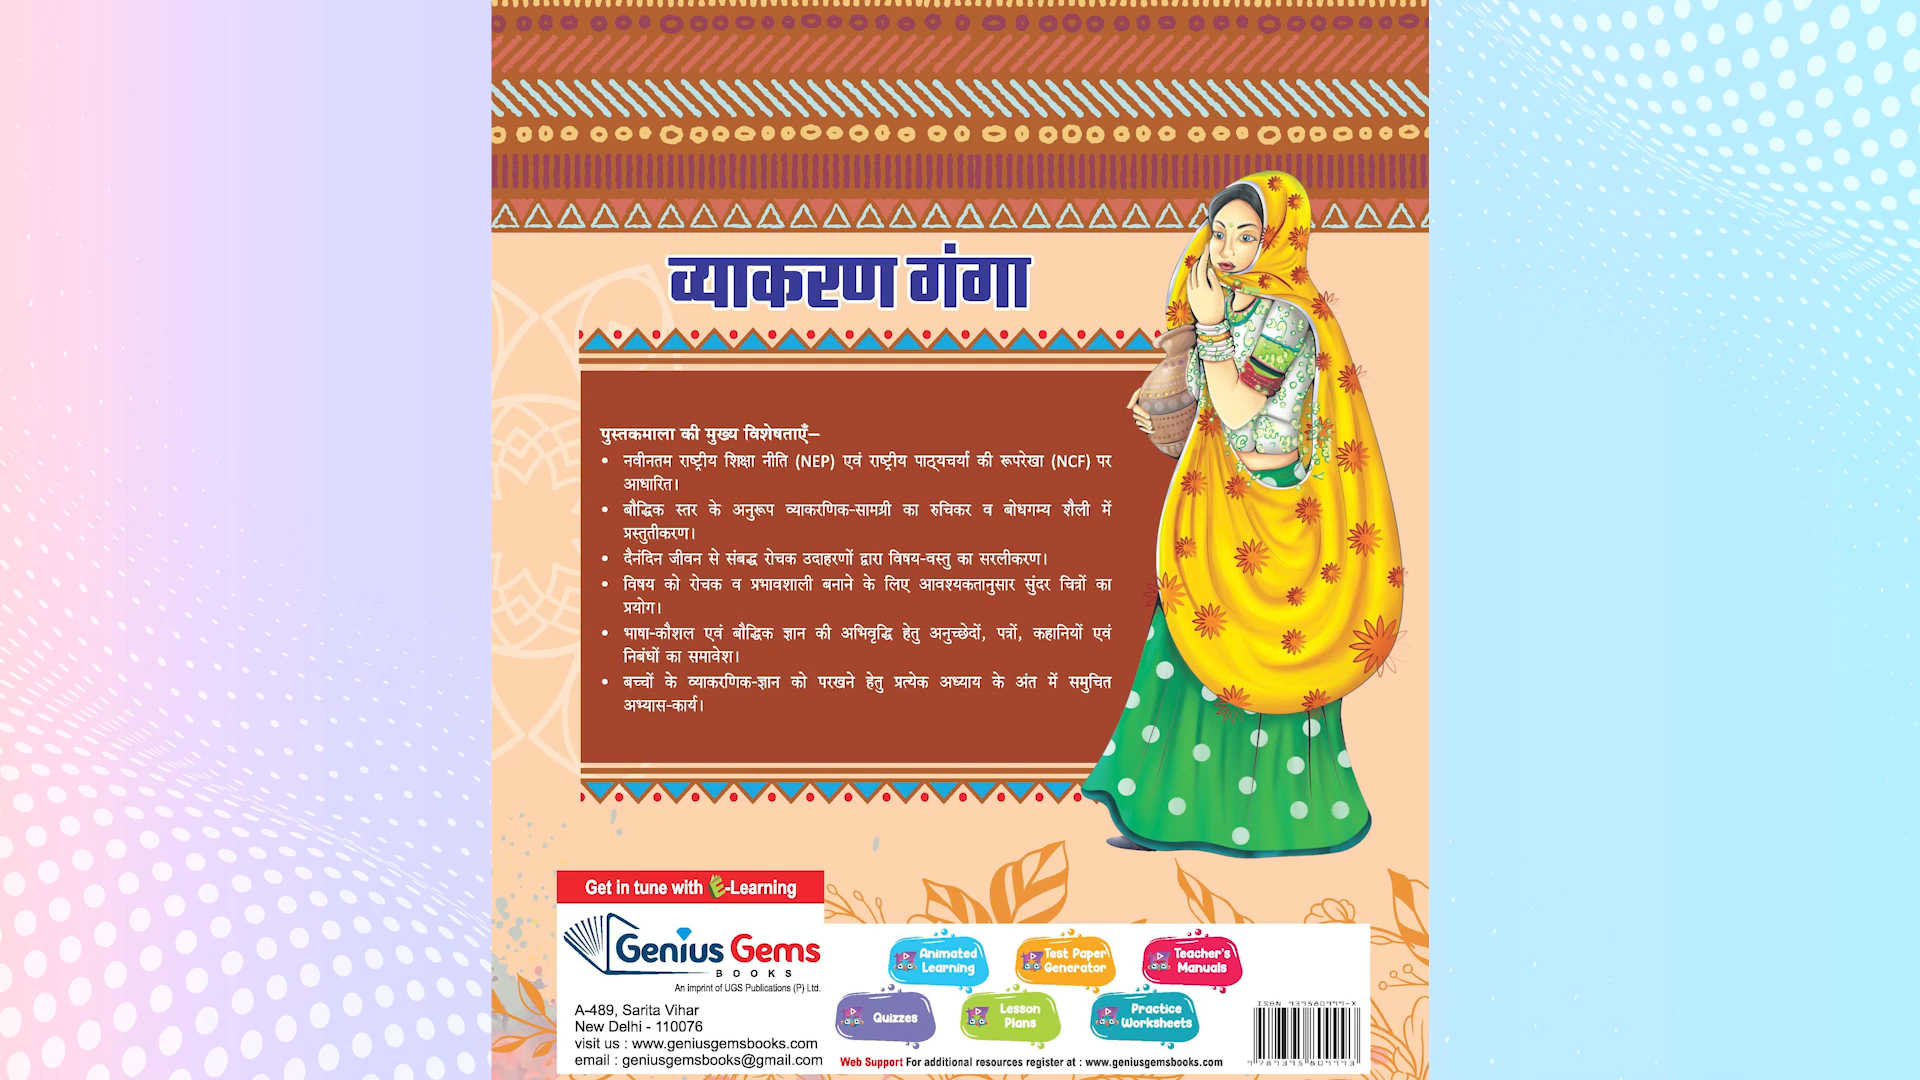 व्याकरण गंगा
पुस्तकमाला की मुख्य विशेषताएँ–
• नवीनतम राष्ट्रीय शिक्षा नीति (NEP) एवं राष्ट्रीय पाठ्यचर्या की रूपरेखा (NCF) पर
आधारित।
• बौद्धिक स्तर के अनुरूप व्याकरणिक-सामग्री का रुचिकर व बोधगम्य शैली में
प्रस्तुतीकरण।
• दैनंदिन जीवन से संबद्ध रोचक उदाहरणों द्वारा विषय-वस्तु का सरलीकरण।
• विषय को रोचक व प्रभावशाली बनाने के लिए आवश्यकतानुसार सुंदर चित्रों का
प्रयोग।
• भाषा-कौशल एवं बौद्धिक ज्ञान की अभिवृद्धि हेतु अनुच्छेदों, पत्रों, कहानियों एवं
निबंधों का समावेश।
• बच्चों के व्याकरणिक-ज्ञान को परखने हेतु प्रत्येक अध्याय के अंत में समुचित
अभ्यास-कार्य।
Get in tune with E-Learning
Genius Gems
BOOKS
An imprint of UGS Publications (P) Ltd.
A-489, Sarita Vihar
New Delhi - 110076
visit us : www.geniusgemsbooks.com
email : geniusgemsbooks@gmail.com
Animated
Learning
Test Paper
Generator
Teacher's
Manuals
Quizzes
Lesson
Plans
Practice
Worksheets
Web Support For additional resources register at : www.geniusgemsbooks.com
ISBN